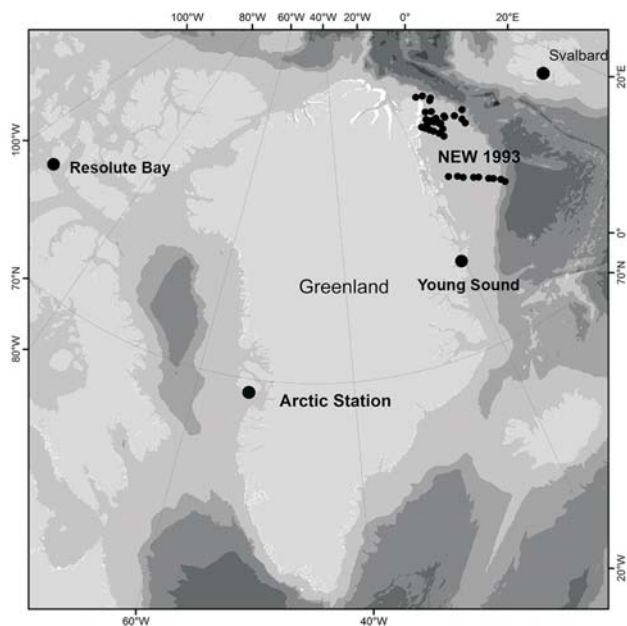 100°W 80°W 60°W 40°W 20°W 0° 20°E
Svalbard
20°E
100°W
NEW 1993
Resolute Bay
0°
70°N
Greenland
Young Sound
70°N
80°W
Arctic Station
20°W
60°W
40°W